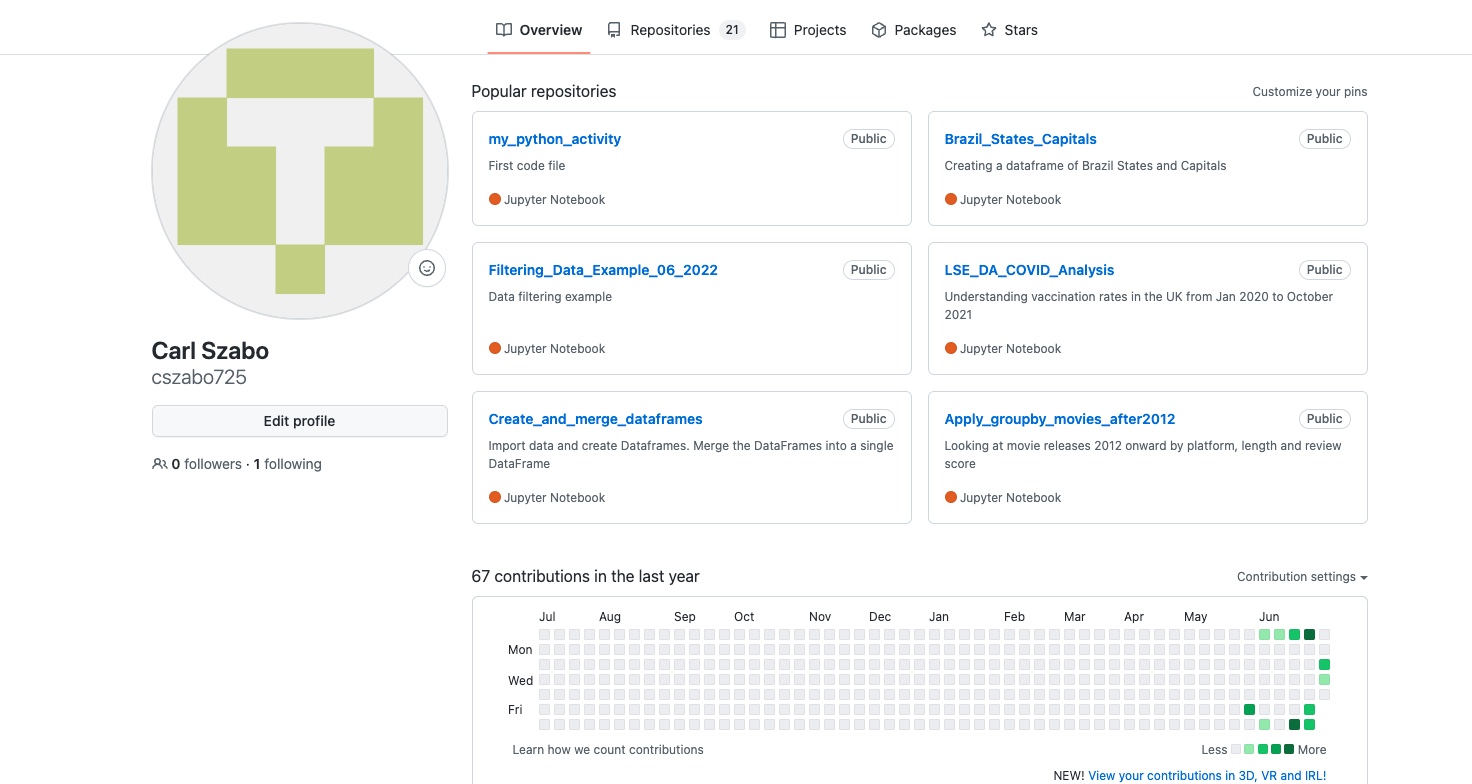 Overview
Repositories 21
Projects
Packages
Stars
Carl Szabo
cszabo725
Edit profile
0 followers · 1 following
Popular repositories
Customize your pins
my_python_activity
Public
First code file
Jupyter Notebook
Brazil_States_Capitals
Public
Creating a dataframe of Brazil States and Capitals
Jupyter Notebook
Filtering_Data_Example_06_2022
Public
Data filtering example
Jupyter Notebook
LSE_DA_COVID_Analysis
Public
Understanding vaccination rates in the UK from Jan 2020 to October
2021
Jupyter Notebook
Create_and_merge_dataframes
Public
Import data and create Dataframes. Merge the DataFrames into a single
DataFrame
Jupyter Notebook
Apply_groupby_movies_after2012
Public
Looking at movie releases 2012 onward by platform, length and review
score
Jupyter Notebook
67 contributions in the last year
Contribution settings
Jul Aug Sep Oct Nov Dec Jan Feb Mar Apr May Jun
Mon
Wed
Fri
Learn how we count contributions
Less
More
NEW! View your contributions in 3D, VR and IRL!